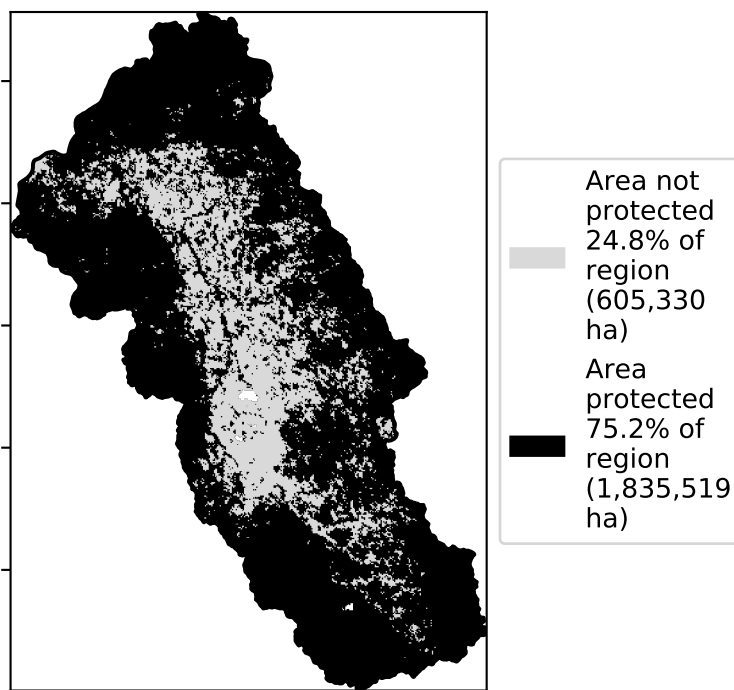 Area not
protected
24.8% of
region
(605,330
ha)
Area
protected
75.2% of
region
(1,835,519
ha)